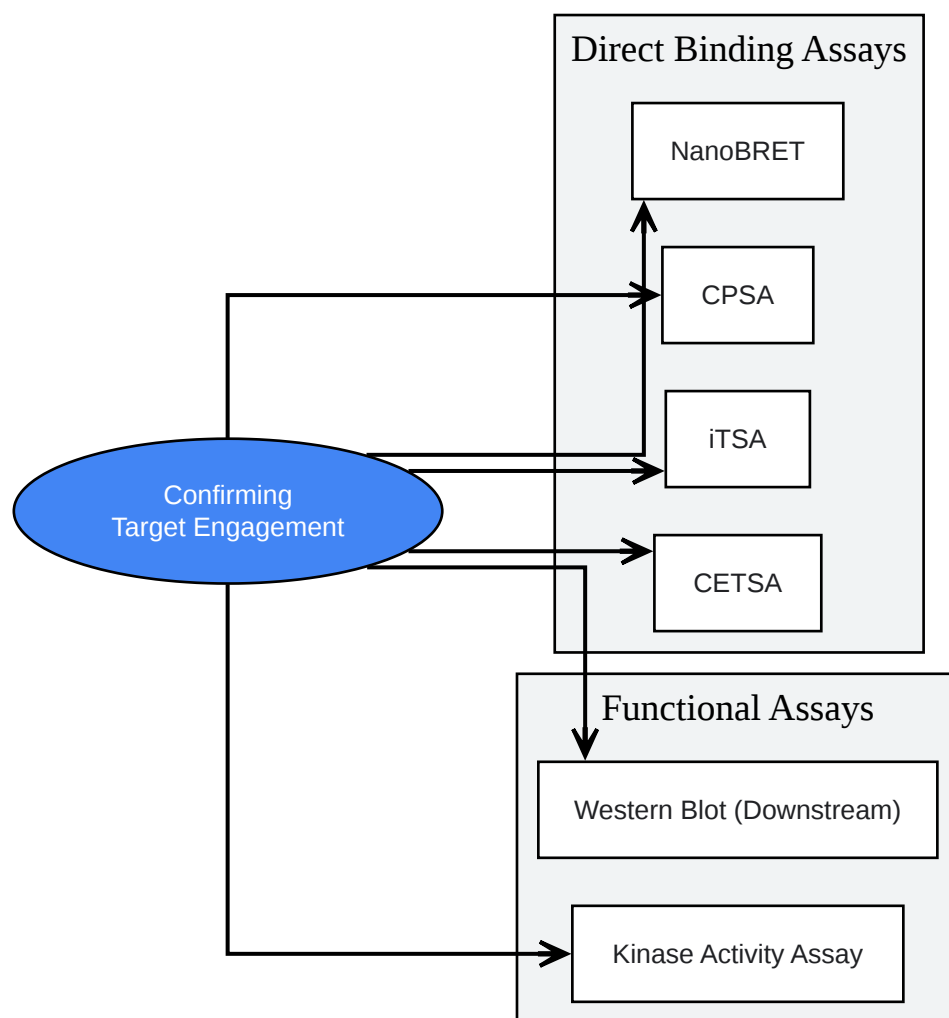 Direct Binding Assays
NanoBRET
CPSA
iTSA
Confirming
Target Engagement
CETSA
Functional Assays
Western Blot (Downstream)
Kinase Activity Assay